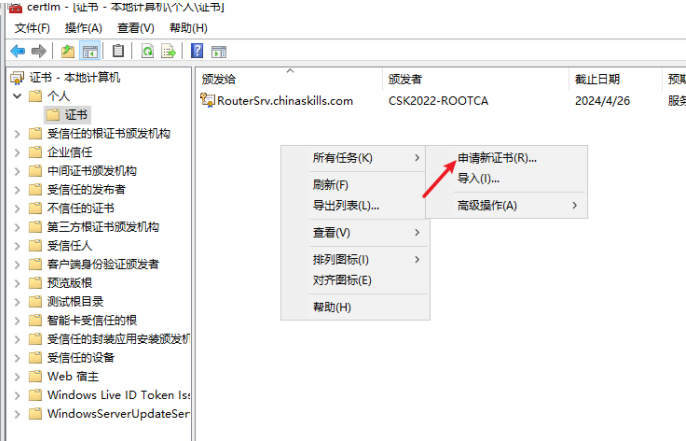 certlm - [证书 - 本地计算机\个人\证书]
文件(F) 操作(A) 查看(V) 帮助(H)
证书 - 本地计算机
个人
证书
受信任的根证书颁发机构
企业信任
中间证书颁发机构
受信任的发布者
不信任的证书
第三方根证书颁发机构
受信任人
客户端身份验证颁发者
预览版根
测试根目录
智能卡受信任的根
受信任的封装应用安装颁发机
受信任的设备
Web 宿主
Windows Live ID Token Iss
WindowsServerUpdateSer
颁发给 颁发者 截止日期 预期
RouterSrv.chinaskills.com CSK2022-ROOTCA 2024/4/26 服务
所有任务(K)
刷新(F)
导出列表(L)...
查看(V)
排列图标(I)
对齐图标(E)
帮助(H)
申请新证书(R)...
导入(I)...
高级操作(A)